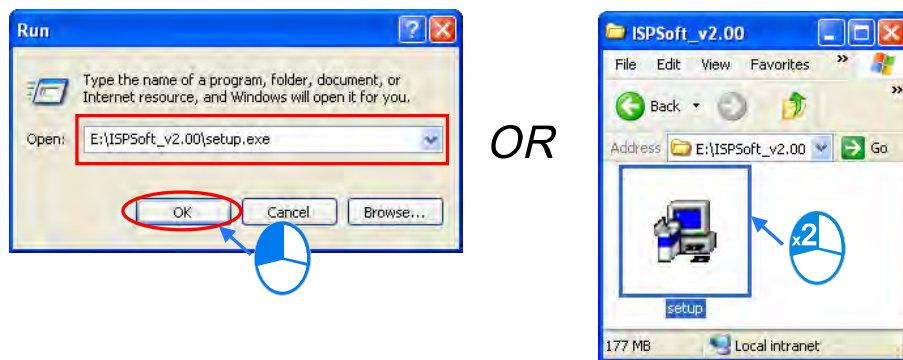 Run
Type the name of a program, folder, document, or
Internet resource, and Windows will open it for you.
Open: E:\ISPSoft_v2.00\setup.exe
OK Cancel Browse...
OR
ISPSoft_v2.00
File Edit View Favorites »
Back »
Address E:\ISPSoft_v2.00 Go
x2
setup
177 MB Local intranet